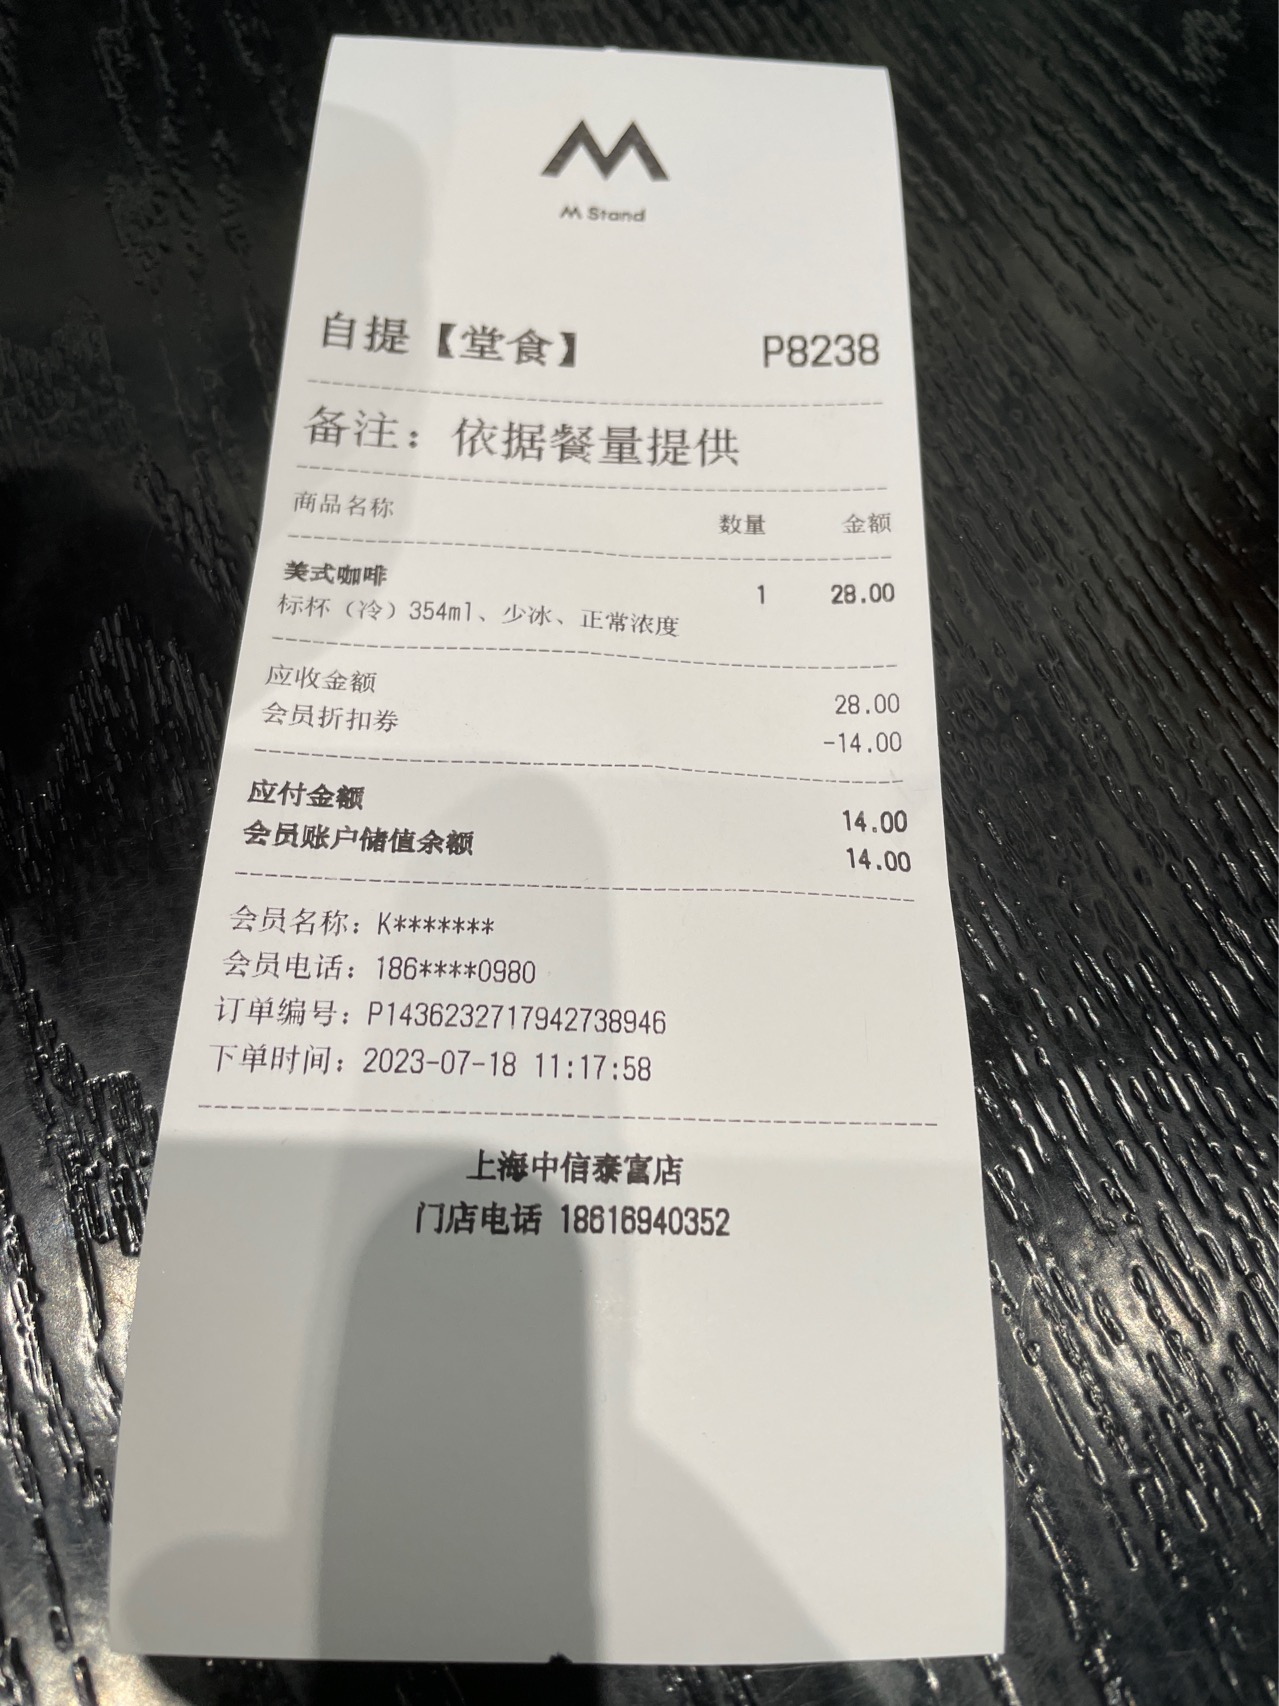 M Stand
自提【堂食】 P8238
备注：依据餐量提供
商品名称 数量 金额
美式咖啡 1 28.00
标杯（冷）354ml、少冰、正常浓度
应收金额 28.00
会员折扣券 -14.00
应付金额 14.00
会员账户储值余额 14.00
会员名称：K*******
会员电话：186****0980
订单编号：P1436232717942738946
下单时间：2023-07-18 11:17:58
上海中信泰富店
门店电话 18616940352